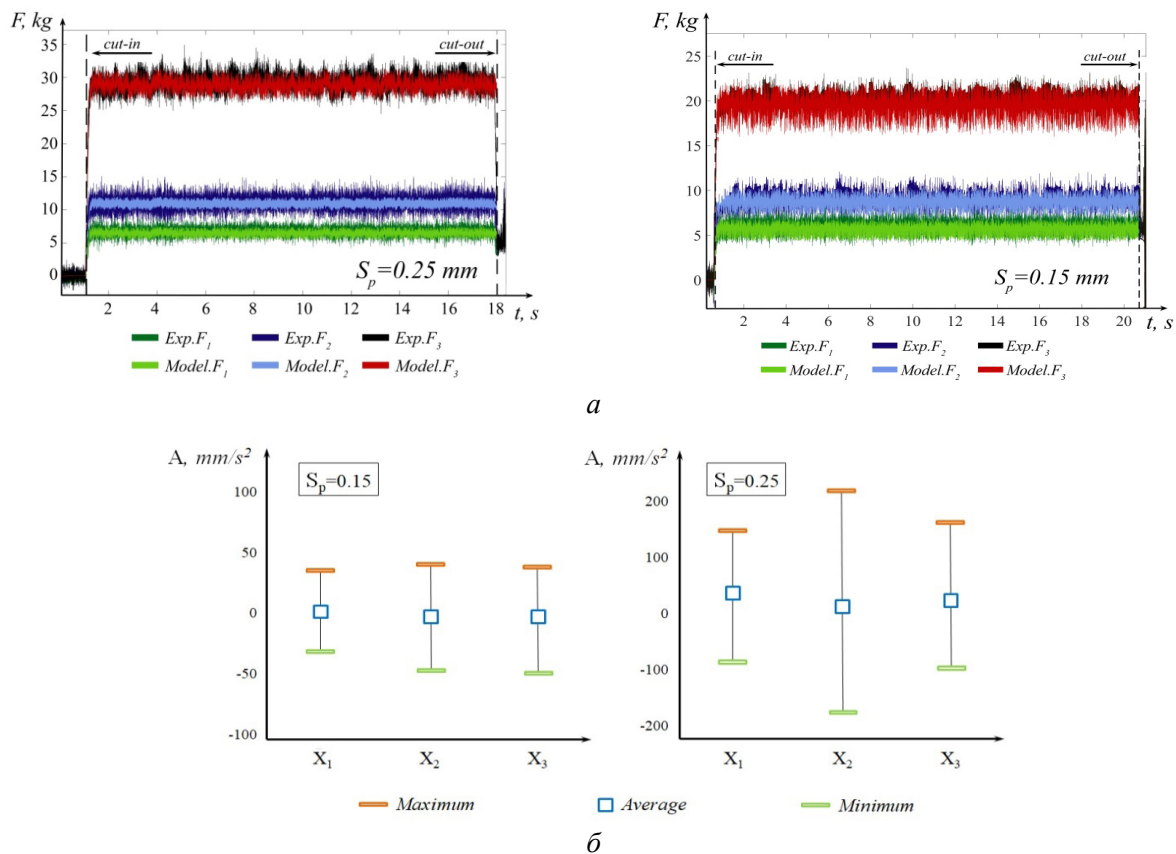 F, kg
35
30
25
20
15
10
5
0
cut-in
cut-out
Sp=0.25 mm
2 4 6 8 10 12 14 16 18
t, s
Exp.F1 Exp.F2 Exp.F3
Model.F1 Model.F2 Model.F3
F, kg
25
20
15
10
5
0
cut-in
cut-out
Sp=0.15 mm
2 4 6 8 10 12 14 16 18 20
t, s
Exp.F1 Exp.F2 Exp.F3
Model.F1 Model.F2 Model.F3
а
A, mm/s²
Sp=0.15
100
50
0
-50
-100
X1 X2 X3
A, mm/s²
Sp=0.25
200
100
0
-100
-200
X1 X2 X3
Maximum Average Minimum
б